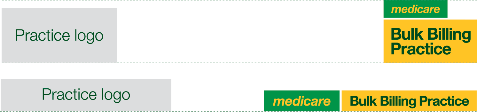 Practice logo
medicare
Bulk Billing
Practice
Practice logo
medicare
Bulk Billing Practice